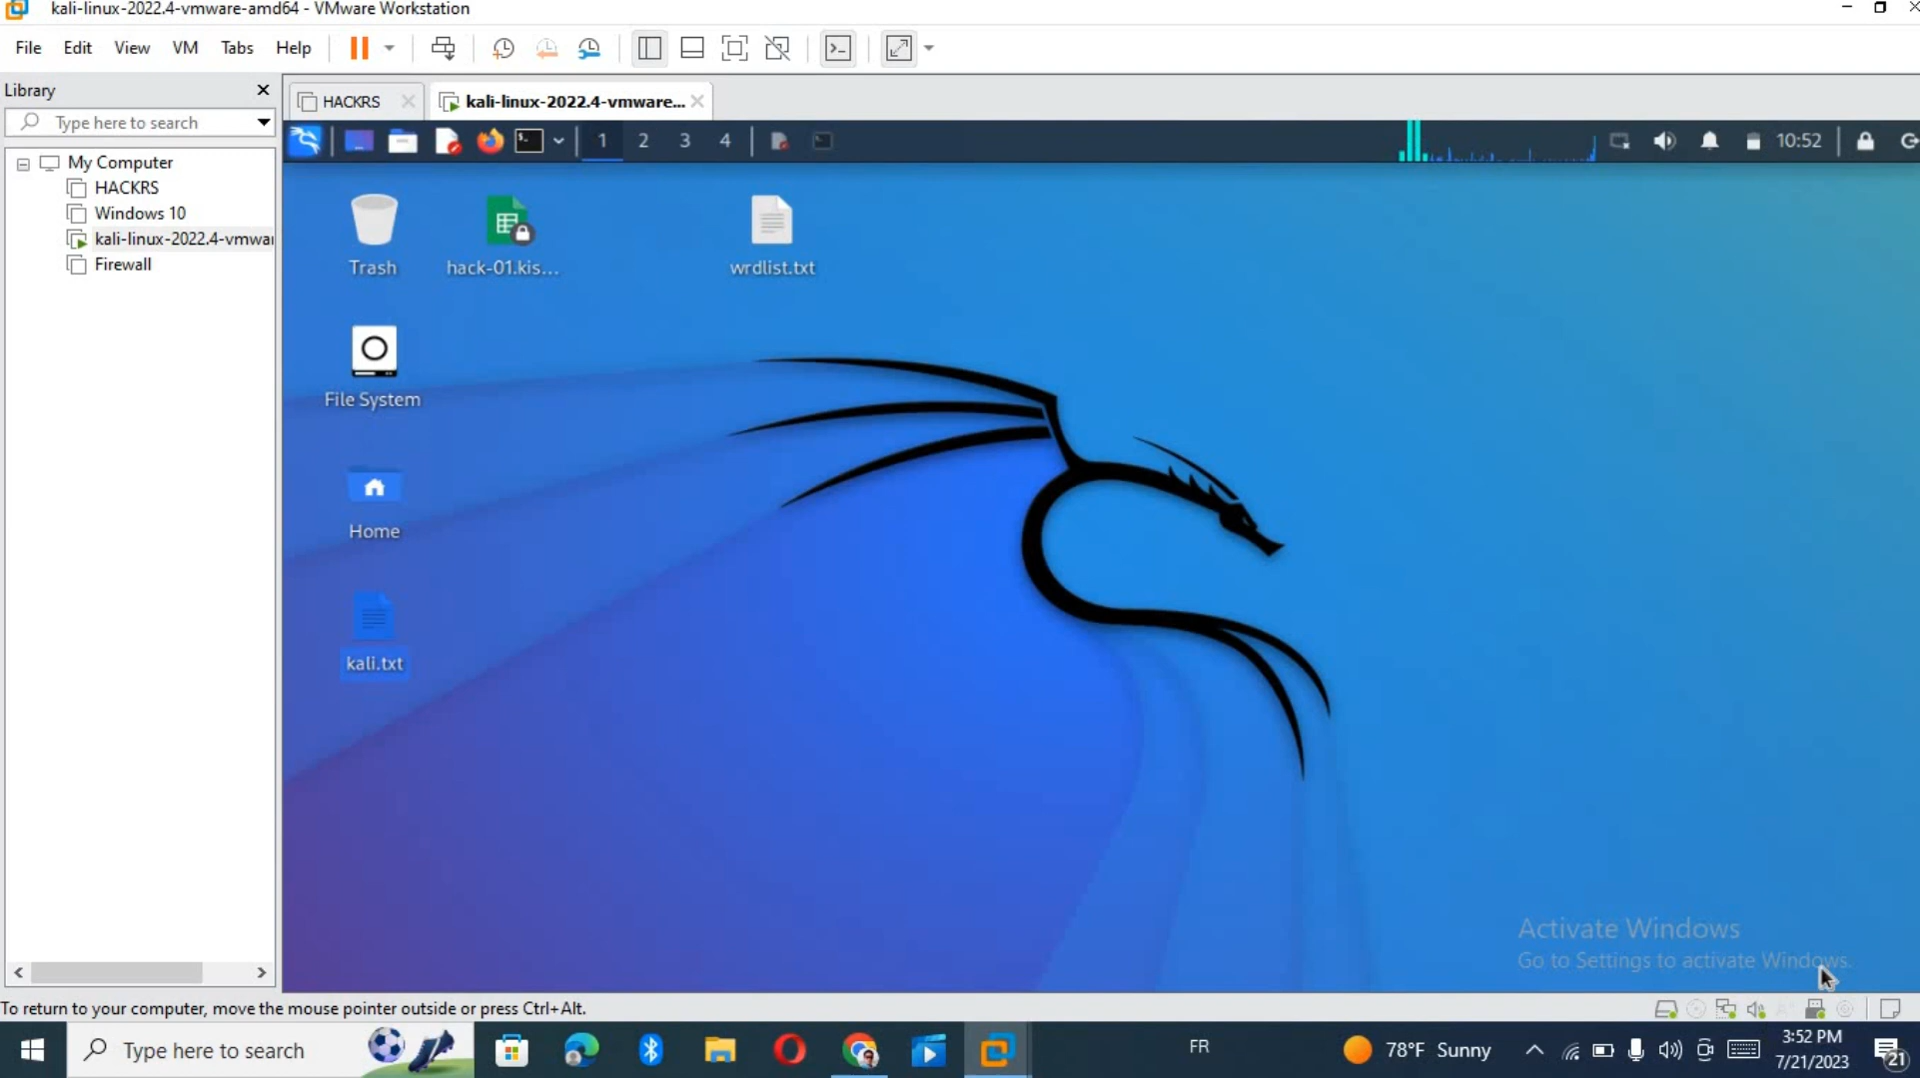 kali-linux-2022.4-vmware-amd64 - VMware Workstation
File Edit View VM Tabs Help
Library
Type here to search
My Computer
HACKRS
Windows 10
kali-linux-2022.4-vmwar
Firewall
HACKRS
kali-linux-2022.4-vmware...
1 2 3 4
10:52
Trash
hack-01.kis...
wrdlist.txt
File System
Home
kali.txt
Activate Windows
Go to Settings to activate Windows.
To return to your computer, move the mouse pointer outside or press Ctrl+Alt.
Type here to search
FR
78°F Sunny
3:52 PM
7/21/2023
21